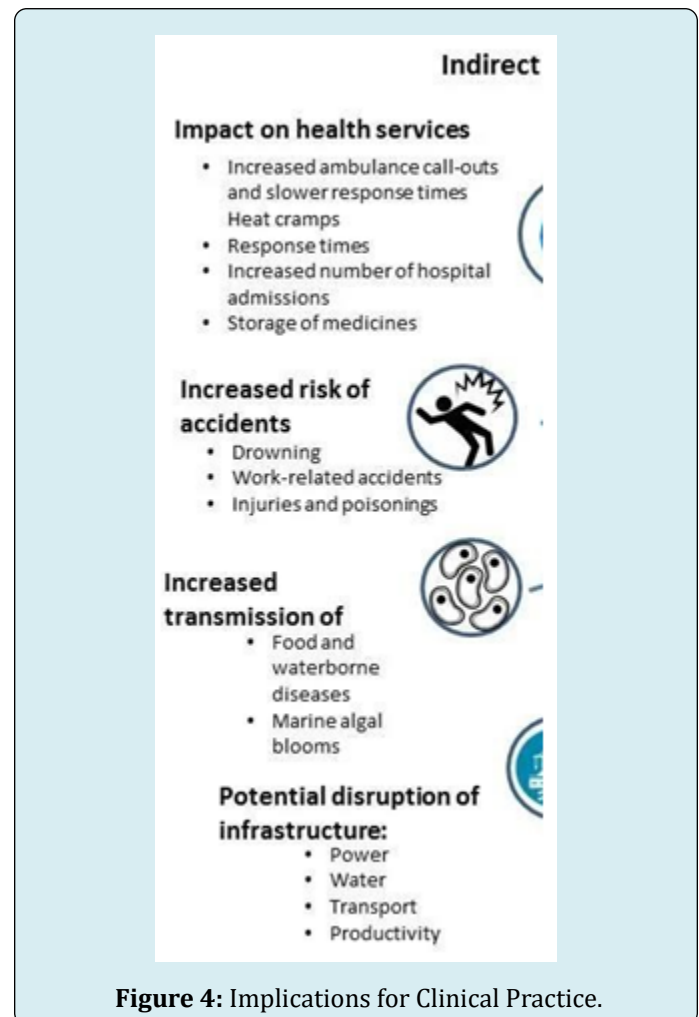 Indirect
Impact on health services
• Increased ambulance call-outs
and slower response times
Heat cramps
• Response times
• Increased number of hospital
admissions
• Storage of medicines
Increased risk of
accidents
• Drowning
• Work-related accidents
• Injuries and poisonings
Increased
transmission of
• Food and
waterborne
diseases
• Marine algal
blooms
Potential disruption of
infrastructure:
• Power
• Water
• Transport
• Productivity
Figure 4: Implications for Clinical Practice.